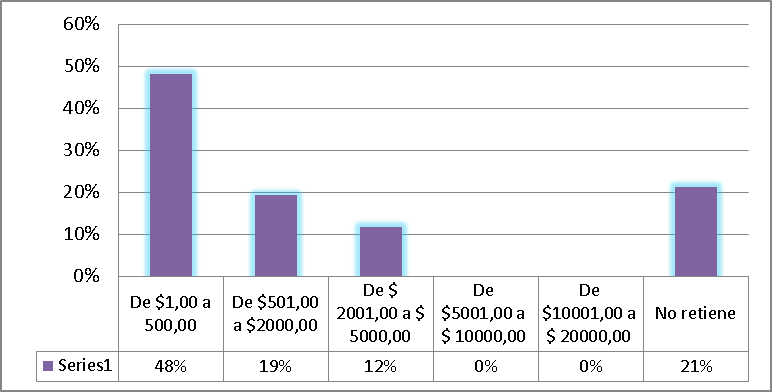 60%
50%
40%
30%
20%
10%
0%
De $1,00 a
500,00
De $501,00
a $2000,00
De $
2001,00 a $
5000,00
De
$5001,00 a
$ 10000,00
De
$10001,00 a
$ 20000,00
No retiene
Series1 48% 19% 12% 0% 0% 21%